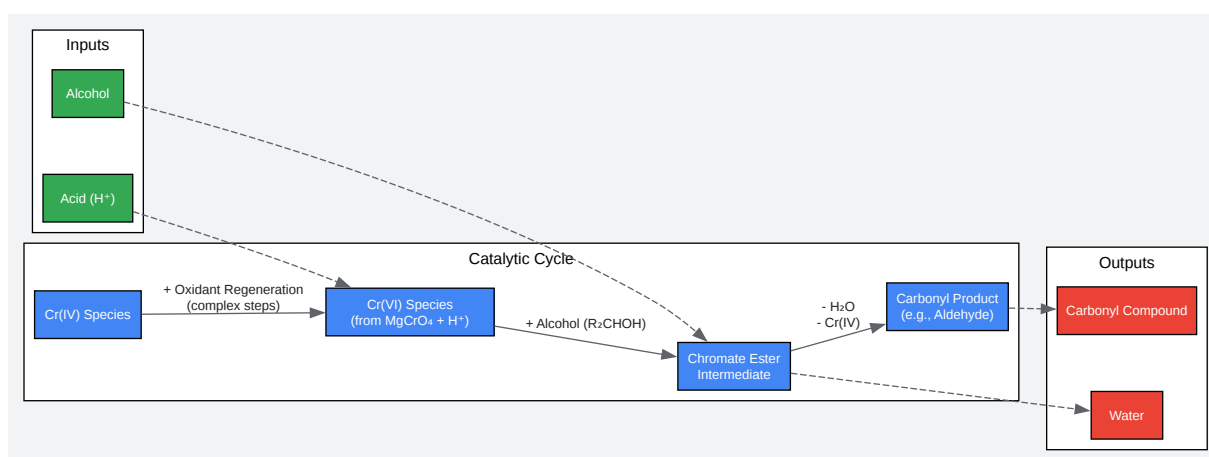 Inputs
Alcohol
Acid (H⁺)
Catalytic Cycle
Cr(IV) Species
+ Oxidant Regeneration
(complex steps)
Cr(VI) Species
(from MgCrO₄ + H⁺)
+ Alcohol (R₂CHOH)
Chromate Ester
Intermediate
- H₂O
- Cr(IV)
Carbonyl Product
(e.g., Aldehyde)
Outputs
Carbonyl Compound
Water